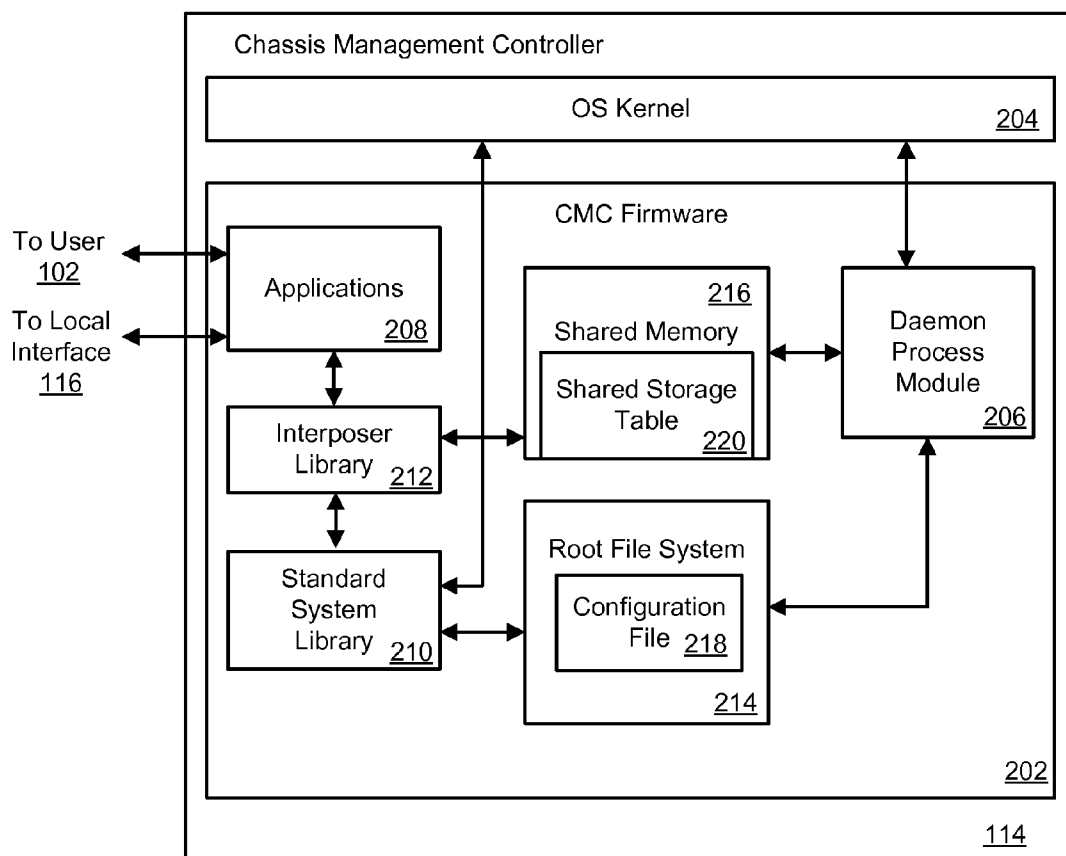 Chassis Management Controller
OS Kernel
204
CMC Firmware
To User
102
To Local
Interface
116
Applications
208
Interposer
Library
212
Standard
System
Library
210
216
Shared Memory
Shared Storage
Table
220
Root File System
Configuration
File
218
214
Daemon
Process
Module
206
202
114